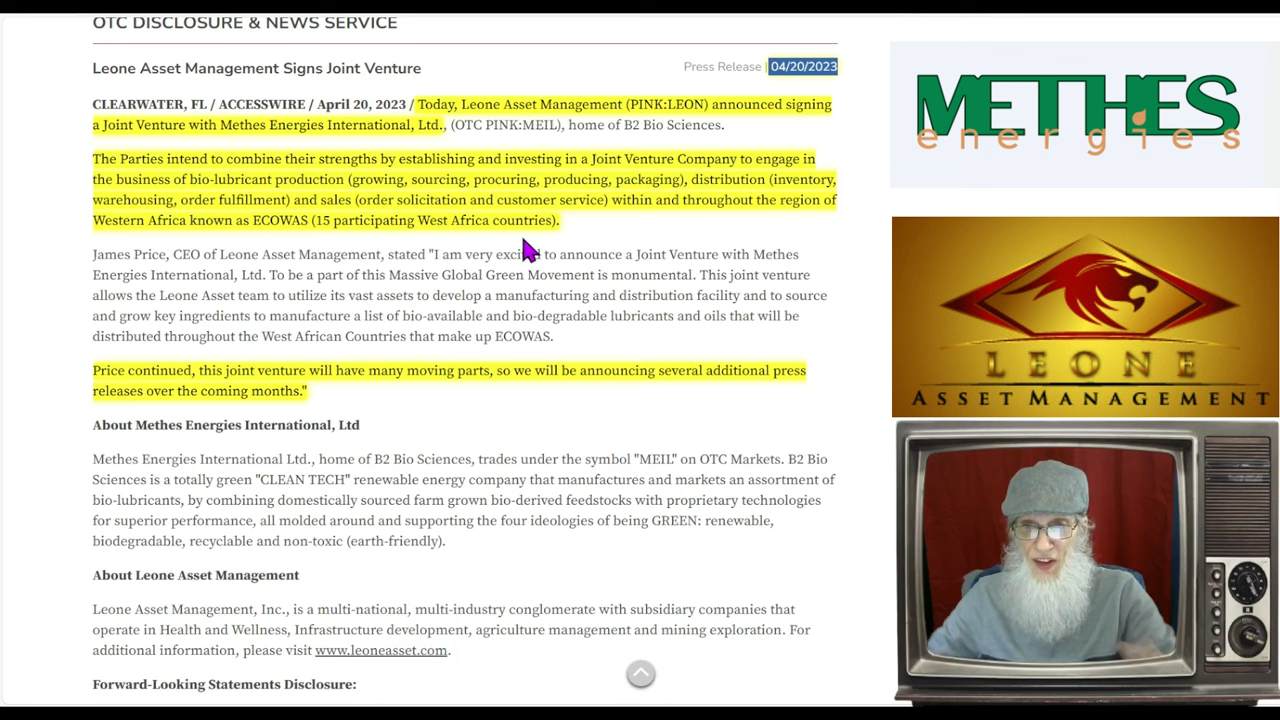 OTC DISCLOSURE & NEWS SERVICE
Leone Asset Management Signs Joint Venture
Press Release | 04/20/2023
CLEARWATER, FL / ACCESSWIRE / April 20, 2023 / Today, Leone Asset Management (PINK:LEON) announced signing
a Joint Venture with Methes Energies International, Ltd., (OTC PINK:MEIL), home of B2 Bio Sciences.
The Parties intend to combine their strengths by establishing and investing in a Joint Venture Company to engage in
the business of bio-lubricant production (growing, sourcing, procuring, producing, packaging), distribution (inventory,
warehousing, order fulfillment) and sales (order solicitation and customer service) within and throughout the region of
Western Africa known as ECOWAS (15 participating West Africa countries).
James Price, CEO of Leone Asset Management, stated "I am very excited to announce a Joint Venture with Methes
Energies International, Ltd. To be a part of this Massive Global Green Movement is monumental. This joint venture
allows the Leone Asset team to utilize its vast assets to develop a manufacturing and distribution facility and to source
and grow key ingredients to manufacture a list of bio-available and bio-degradable lubricants and oils that will be
distributed throughout the West African Countries that make up ECOWAS.
Price continued, this joint venture will have many moving parts, so we will be announcing several additional press
releases over the coming months."
About Methes Energies International, Ltd
Methes Energies International Ltd., home of B2 Bio Sciences, trades under the symbol "MEIL" on OTC Markets. B2 Bio
Sciences is a totally green "CLEAN TECH" renewable energy company that manufactures and markets an assortment of
bio-lubricants, by combining domestically sourced farm grown bio-derived feedstocks with proprietary technologies
for superior performance, all molded around and supporting the four ideologies of being GREEN: renewable,
biodegradable, recyclable and non-toxic (earth-friendly).
About Leone Asset Management
Leone Asset Management, Inc., is a multi-national, multi-industry conglomerate with subsidiary companies that
operate in Health and Wellness, Infrastructure development, agriculture management and mining exploration. For
additional information, please visit www.leoneasset.com.
Forward-Looking Statements Disclosure:
METHES
energies
LEONE
ASSET MANAGEMENT